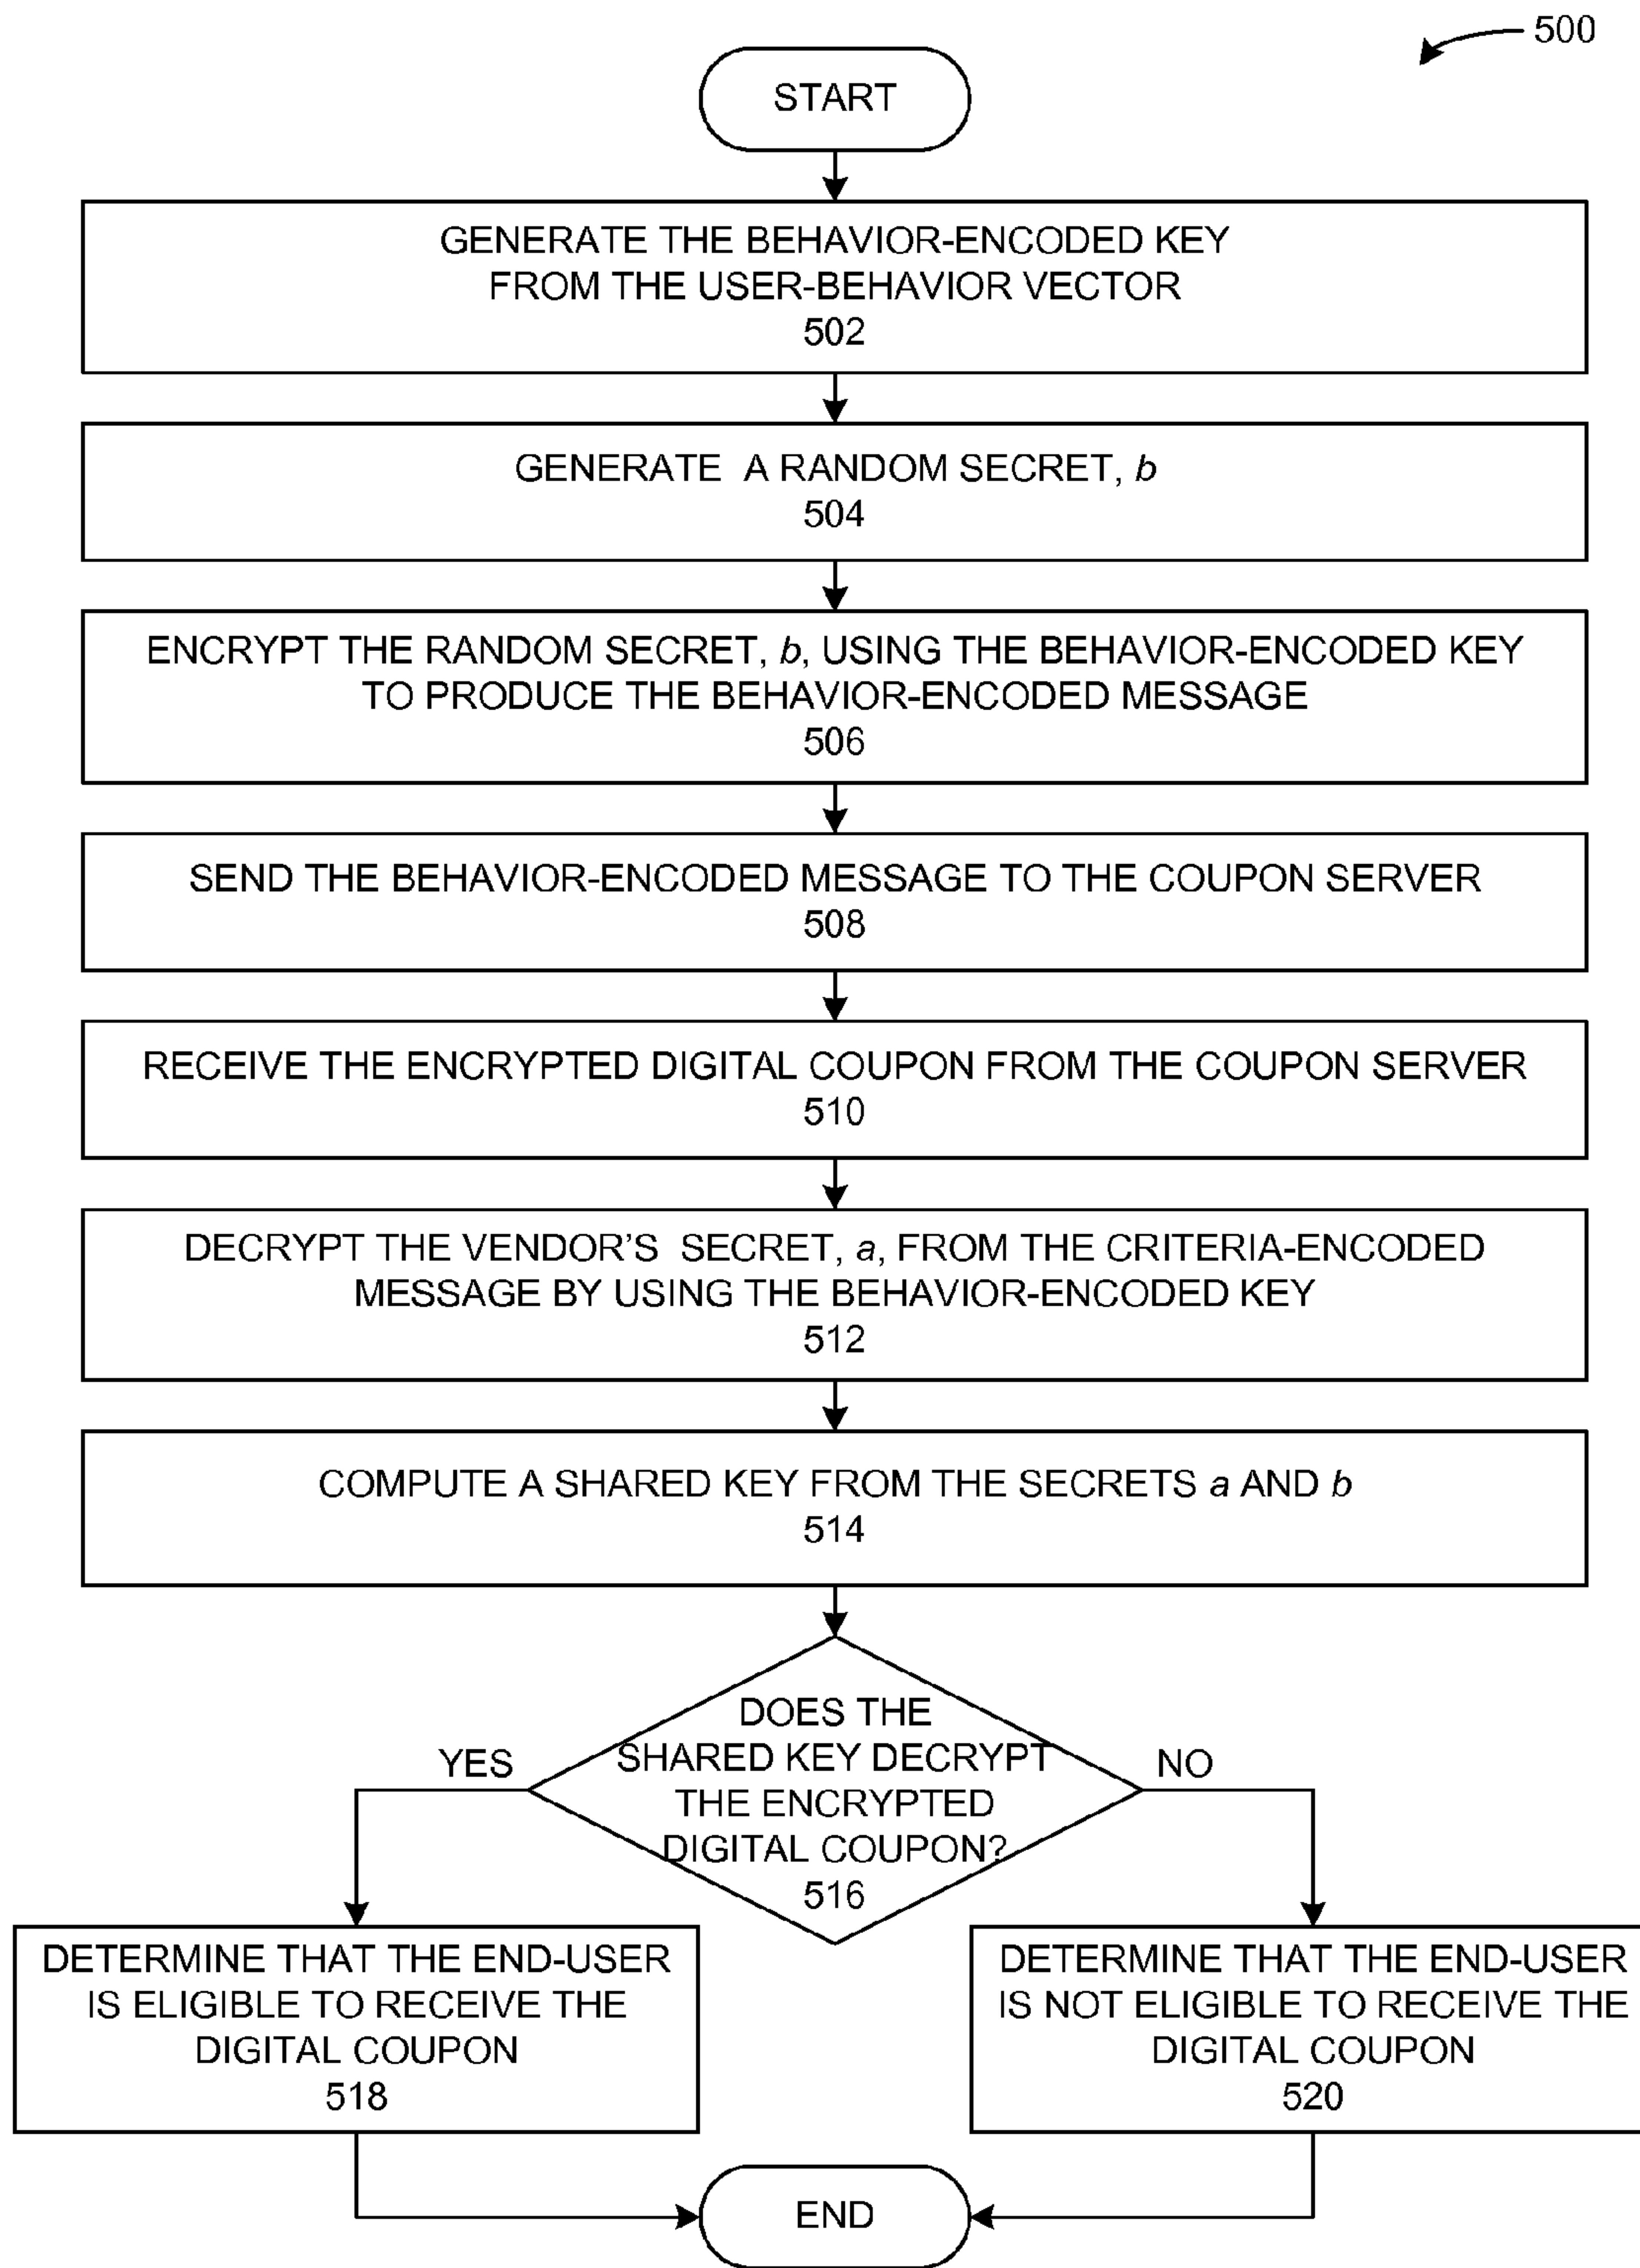 500
START
GENERATE THE BEHAVIOR-ENCODED KEY
FROM THE USER-BEHAVIOR VECTOR
502
GENERATE A RANDOM SECRET, b
504
ENCRYPT THE RANDOM SECRET, b, USING THE BEHAVIOR-ENCODED KEY
TO PRODUCE THE BEHAVIOR-ENCODED MESSAGE
506
SEND THE BEHAVIOR-ENCODED MESSAGE TO THE COUPON SERVER
508
RECEIVE THE ENCRYPTED DIGITAL COUPON FROM THE COUPON SERVER
510
DECRYPT THE VENDOR'S SECRET, a, FROM THE CRITERIA-ENCODED
MESSAGE BY USING THE BEHAVIOR-ENCODED KEY
512
COMPUTE A SHARED KEY FROM THE SECRETS a AND b
514
DOES THE
SHARED KEY DECRYPT
THE ENCRYPTED
DIGITAL COUPON?
516
YES
NO
DETERMINE THAT THE END-USER
IS ELIGIBLE TO RECEIVE THE
DIGITAL COUPON
518
DETERMINE THAT THE END-USER
IS NOT ELIGIBLE TO RECEIVE THE
DIGITAL COUPON
520
END